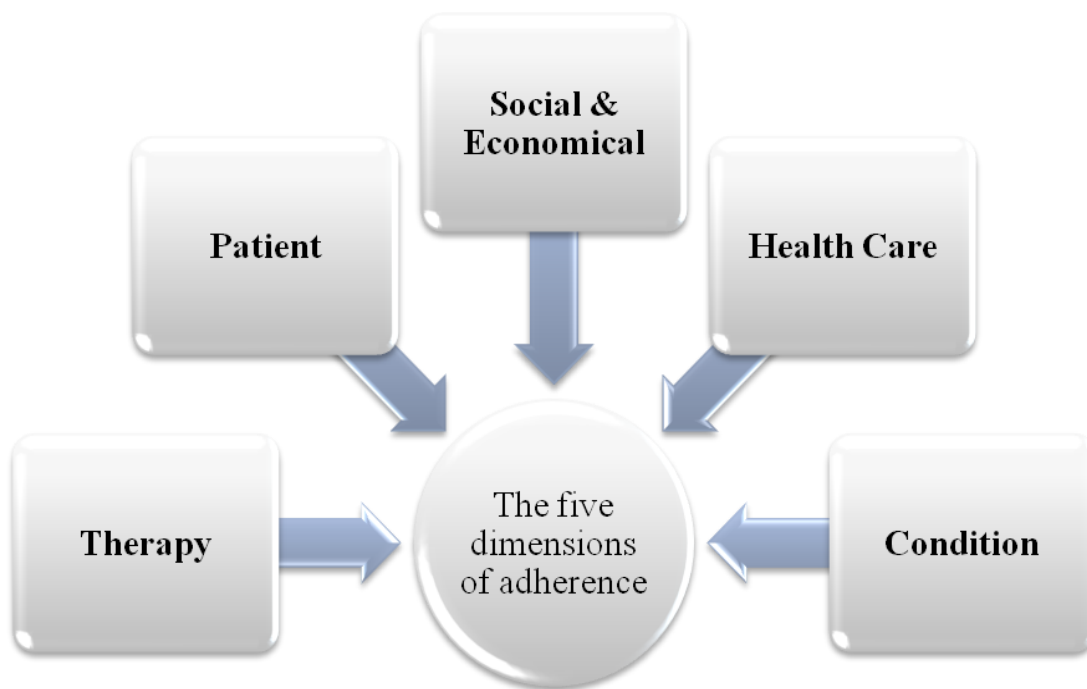 Social &
Economical
Patient
Health Care
Therapy
The five
dimensions
of adherence
Condition